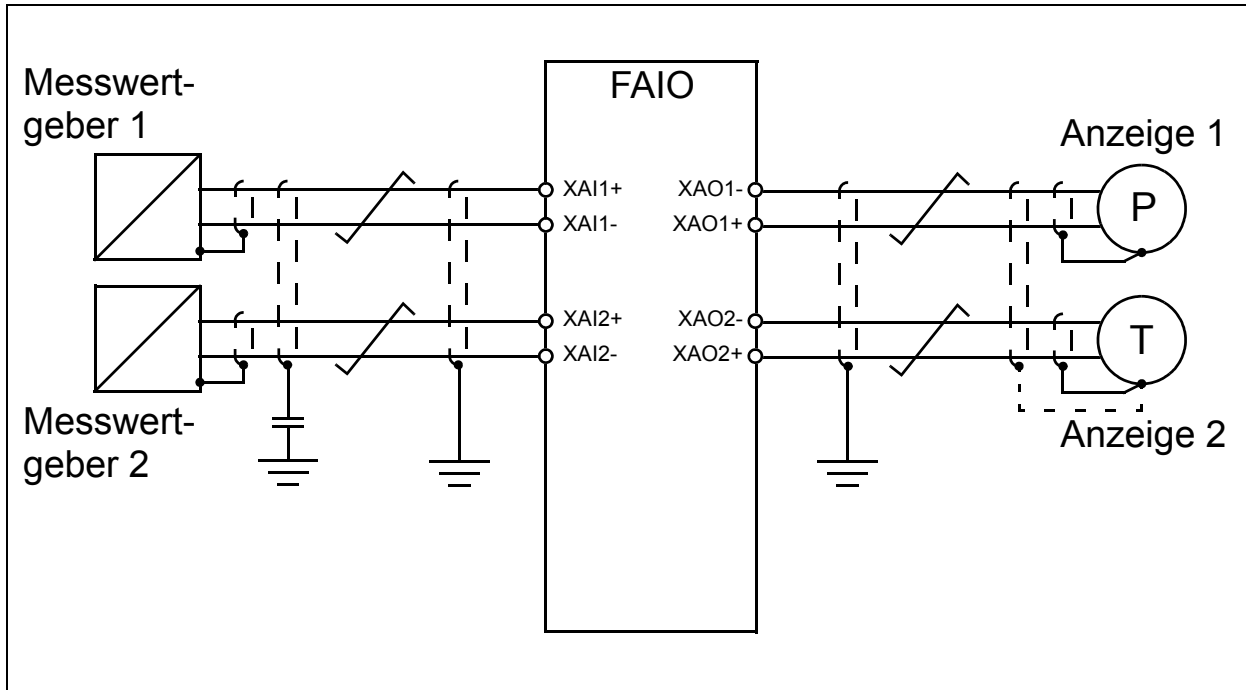 Messwert-
geber 1
FAIO
Anzeige 1
XAI1+
XAO1-
P
XAI1-
XAO1+
XAI2+
XAO2-
T
XAI2-
XAO2+
Messwert-
geber 2
Anzeige 2